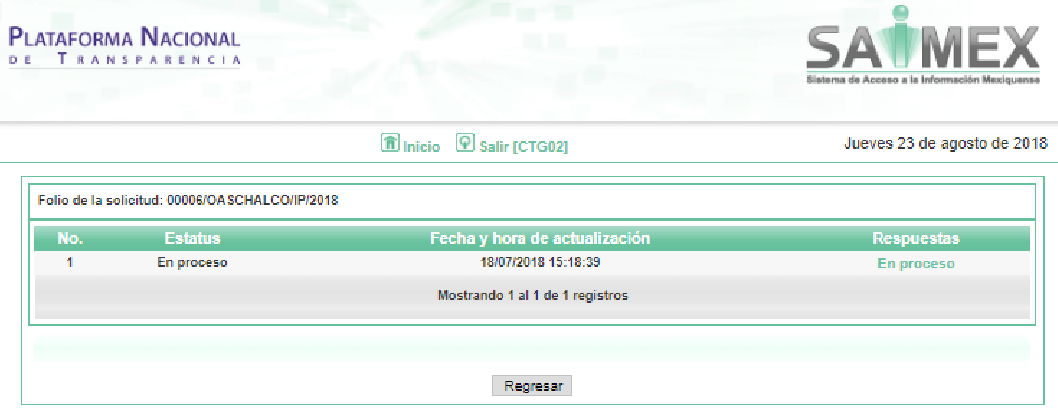 PLATAFORMA NACIONAL
DE TRANSPARENCIA
SAIMEX
Sistema de Acceso a la Información Mexiquense
Inicio Salir [CTG02] Jueves 23 de agosto de 2018
Folio de la solicitud: 00006/OASCHALCO/IP/2018
No. Estatus Fecha y hora de actualización Respuestas
1 En proceso 18/07/2018 15:18:39 En proceso
Mostrando 1 al 1 de 1 registros
Regresar